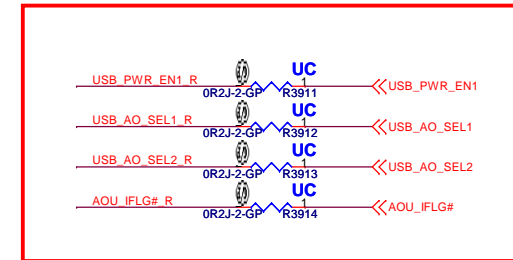 UC
USB_PWR_EN1_R 1 USB_PWR_EN1
0R2J-2-GP R3911
UC
USB_AO_SEL1_R 1 USB_AO_SEL1
0R2J-2-GP R3912
UC
USB_AO_SEL2_R 1 USB_AO_SEL2
0R2J-2-GP R3913
UC
AOU_IFLG#_R 1 AOU_IFLG#
0R2J-2-GP R3914